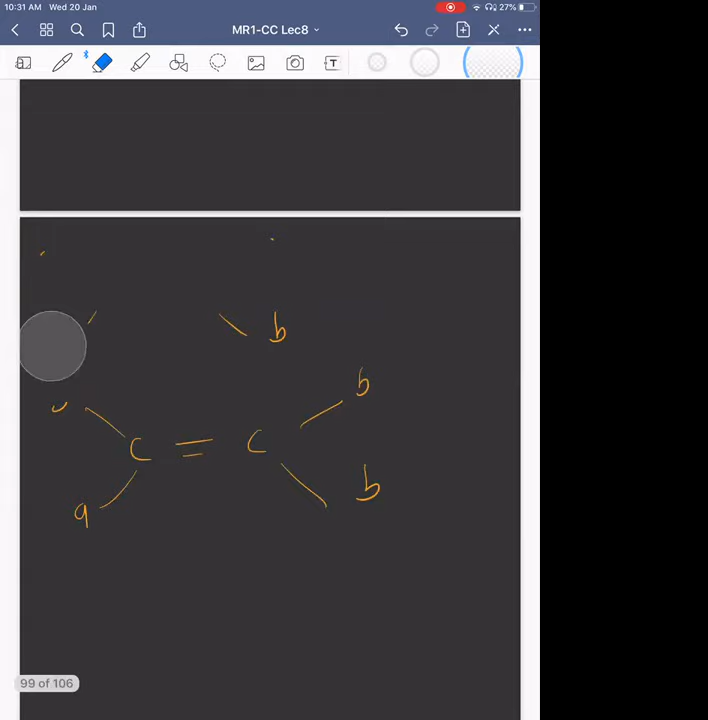 10:31 AM Wed 20 Jan
27%
MR1-CC Lec8
T
b
b
C = C
a
b
99 of 106